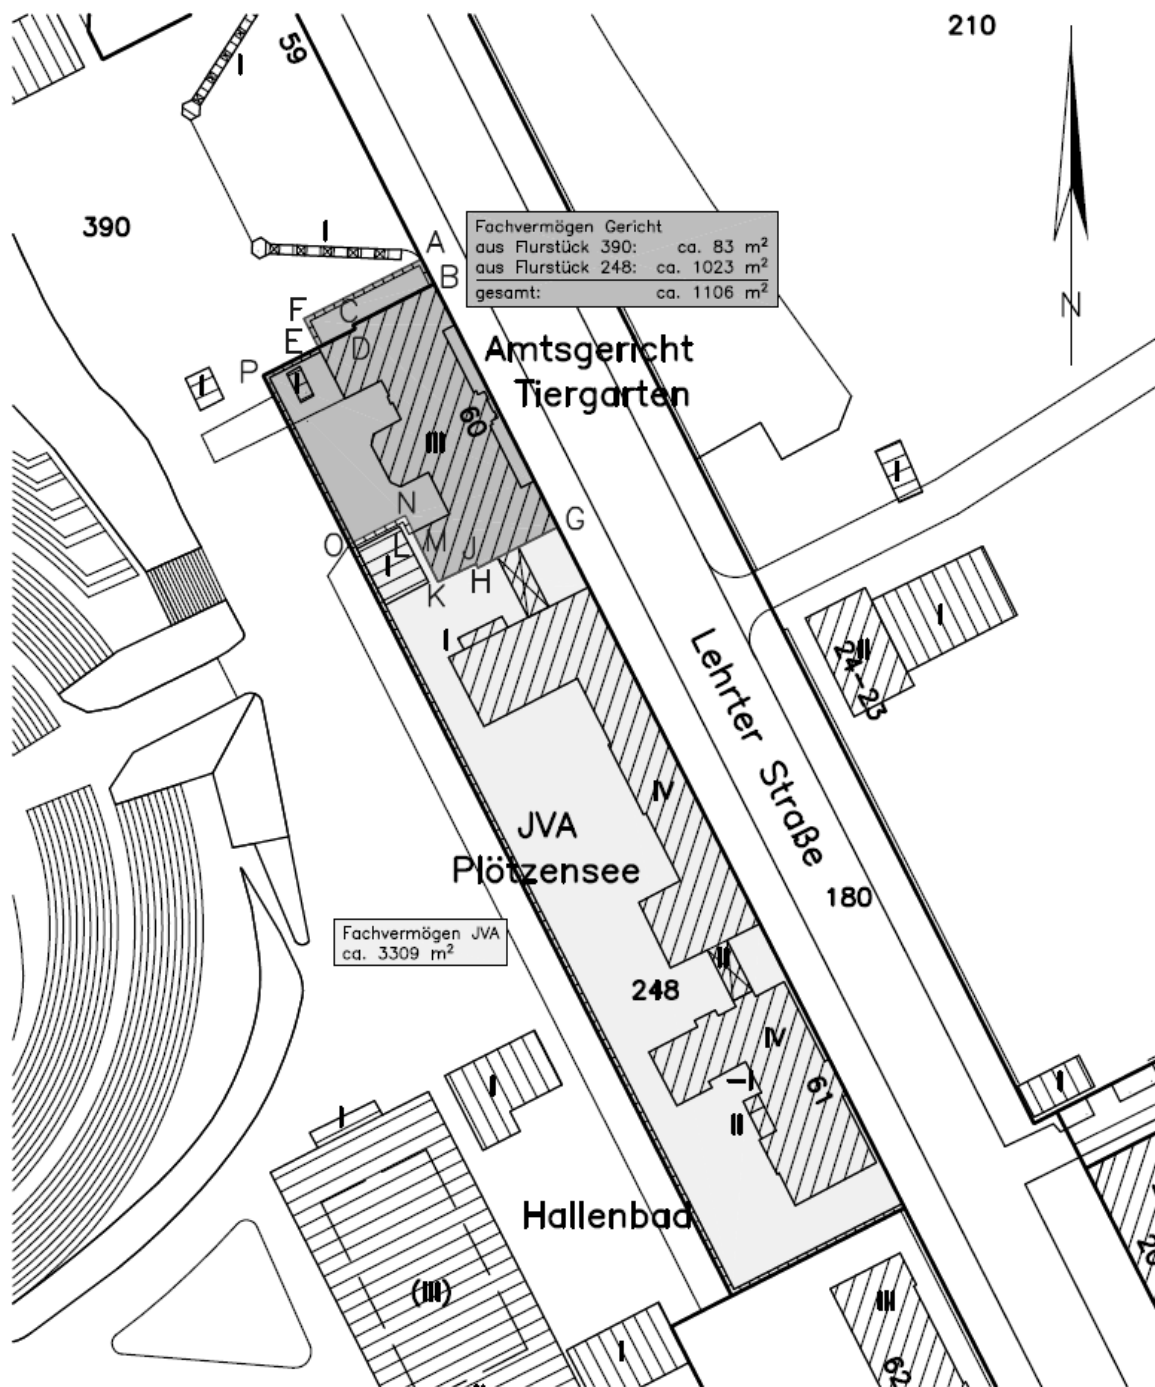 210
59
I
390
I
A
B
Fachvermögen Gericht
aus Flurstück 390: ca. 83 m²
aus Flurstück 248: ca. 1023 m²
gesamt: ca. 1106 m²
N
F
C
E
D
P
I
I
Amtsgericht
Tiergarten
60
III
I
N
G
O
L
M
J
I
H
K
I
I
II
24-23
Lehrter Straße
IV
JVA
Plötzensee
180
Fachvermögen JVA
ca. 3309 m²
II
248
IV
I
I
-I
61
I
II
Hallenbad
(III)
III
I
62